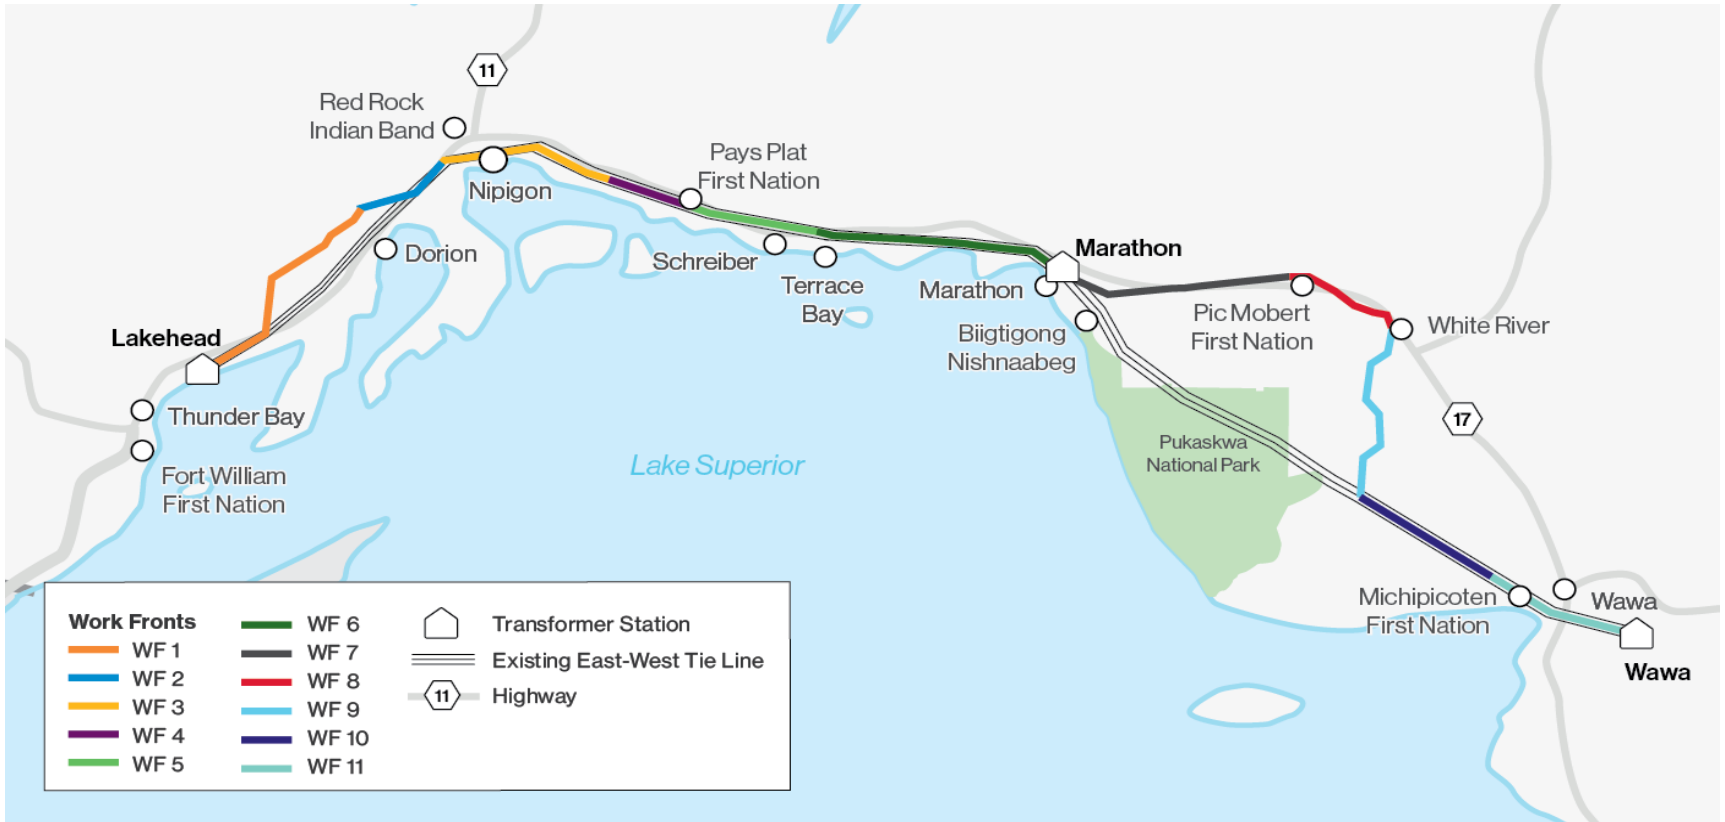 11
Red Rock
Indian Band
Nipigon
Pays Plat
First Nation
Dorion
Schreiber
Terrace
Bay
Marathon
Marathon
Biigtigong
Nishnaabeg
Pic Mobert
First Nation
White River
17
Lakehead
Thunder Bay
Fort William
First Nation
Lake Superior
Pukaskwa
National Park
Michipicoten
First Nation
Wawa
Wawa
Work Fronts
WF 1
WF 2
WF 3
WF 4
WF 5
WF 6
WF 7
WF 8
WF 9
WF 10
WF 11
Transformer Station
Existing East-West Tie Line
11 Highway